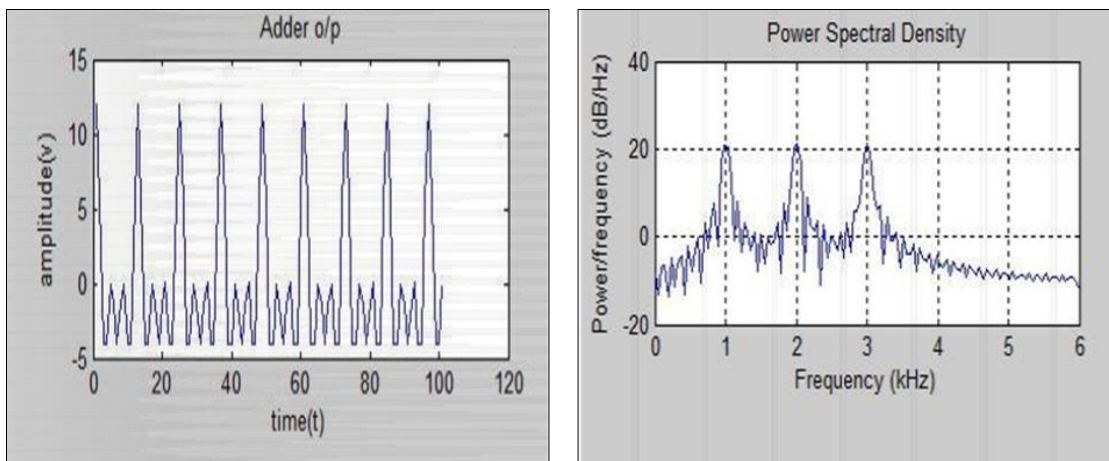 Adder o/p
15
10
5
0
-5
amplitude(v)
0 20 40 60 80 100 120
time(t)
Power Spectral Density
40
20
0
-20
Power/frequency (dB/Hz)
0 1 2 3 4 5 6
Frequency (kHz)